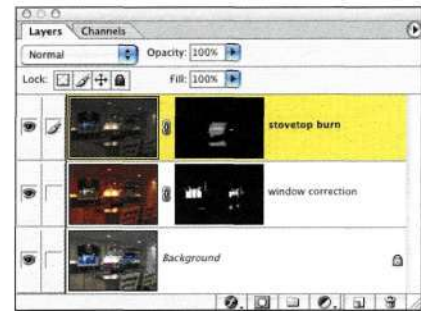 Layers Channels
Normal Opacity: 100%
Lock: Fill: 100%
stovetop burn
window correction
Background